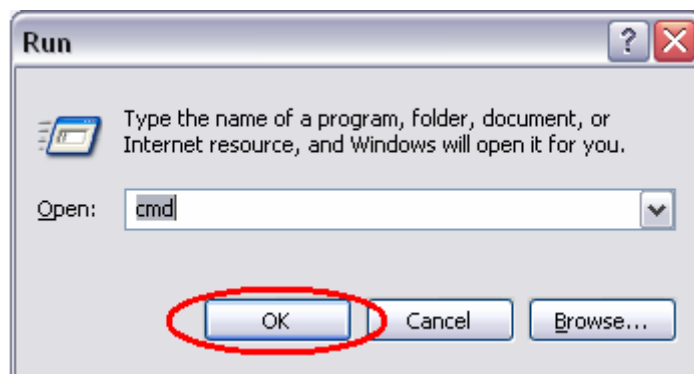 Run
Type the name of a program, folder, document, or
Internet resource, and Windows will open it for you.
Open: cmd
OK Cancel Browse...